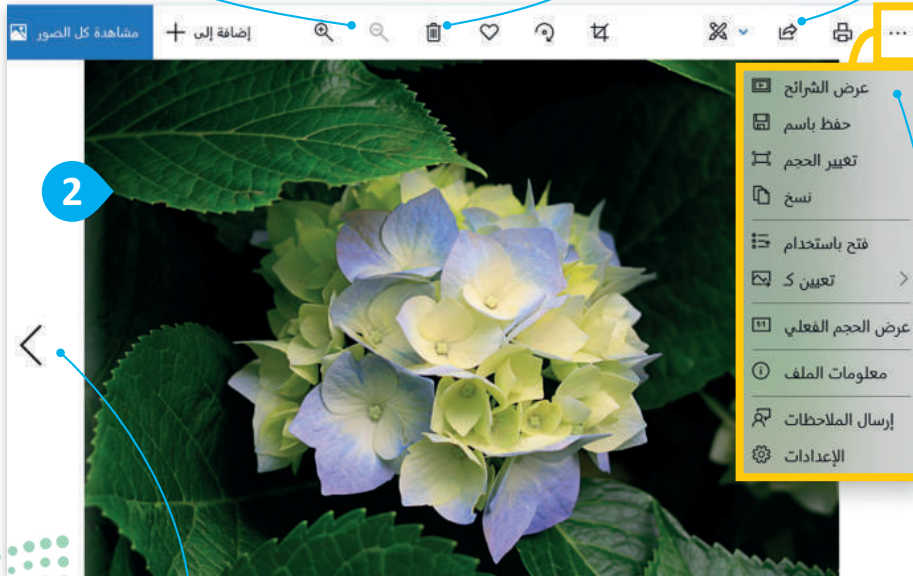 مشاهدة كل الصور
إضافة إلى
...
عرض الشرائح
حفظ باسم
تغيير الحجم
نسخ
فتح باستخدام
تعيين كـ
عرض الحجم الفعلي
معلومات الملف
إرسال الملاحظات
الإعدادات
2